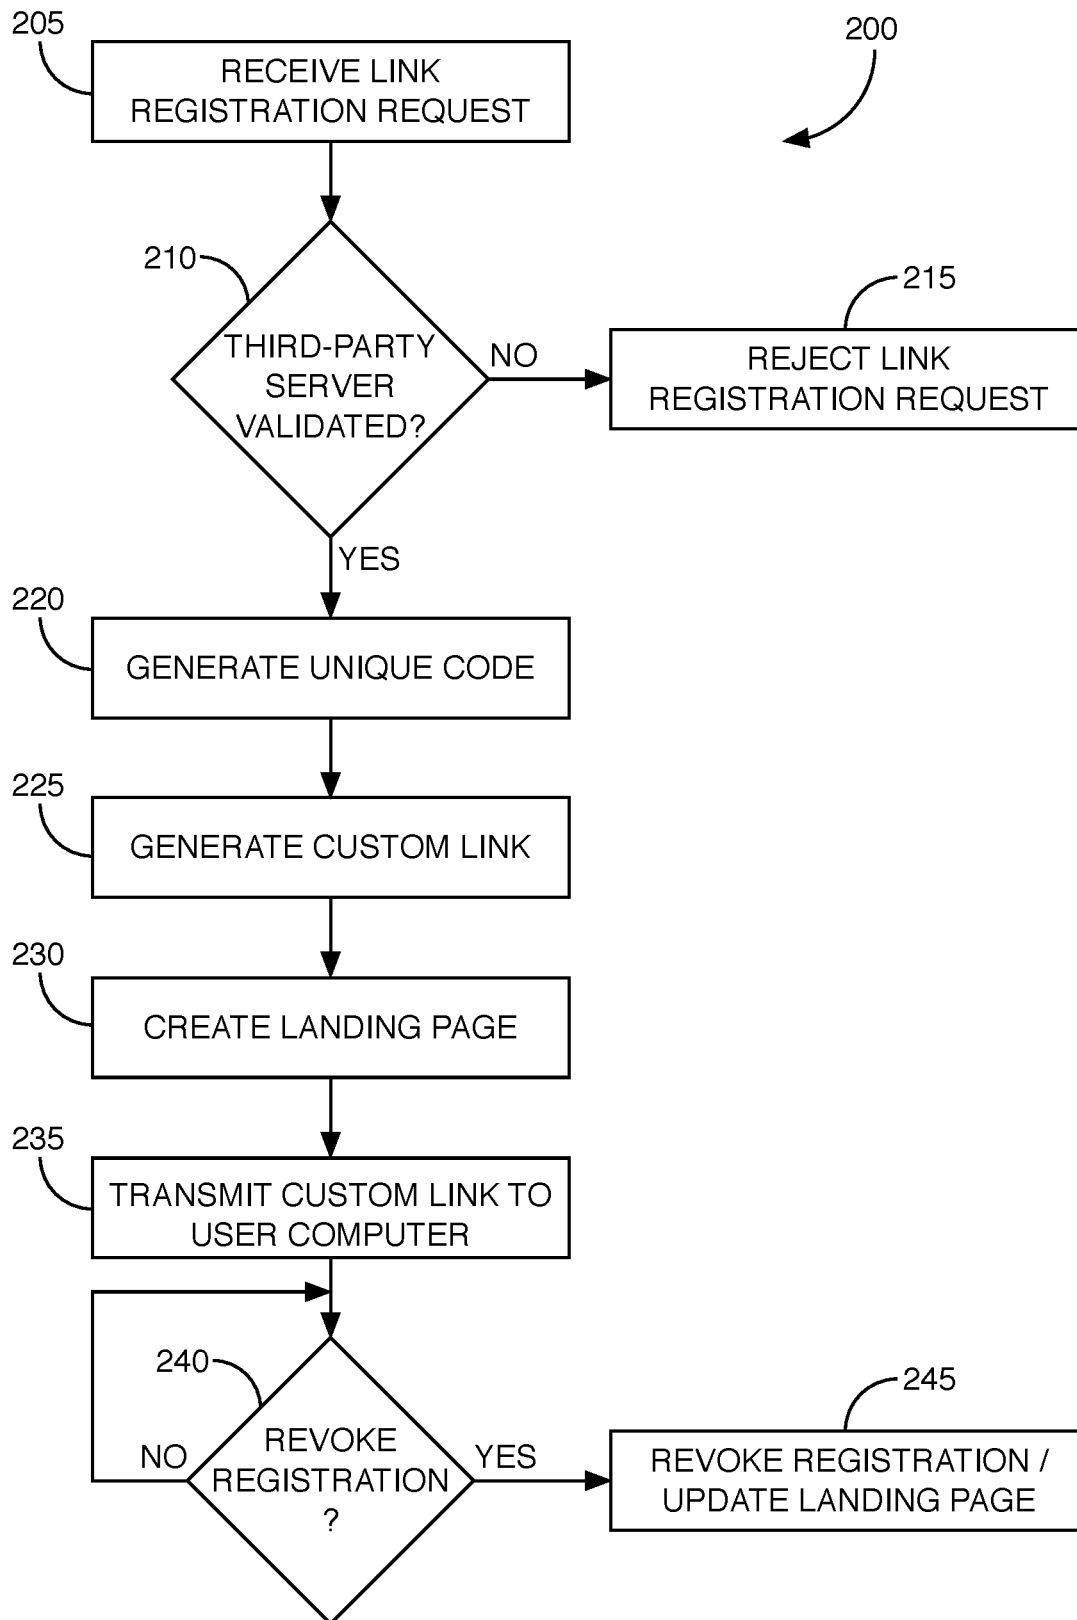 205
RECEIVE LINK
REGISTRATION REQUEST
200
210
THIRD-PARTY
SERVER
VALIDATED?
NO
215
REJECT LINK
REGISTRATION REQUEST
YES
220
GENERATE UNIQUE CODE
225
GENERATE CUSTOM LINK
230
CREATE LANDING PAGE
235
TRANSMIT CUSTOM LINK TO
USER COMPUTER
240
REVOKE
REGISTRATION
?
NO
YES
245
REVOKE REGISTRATION /
UPDATE LANDING PAGE